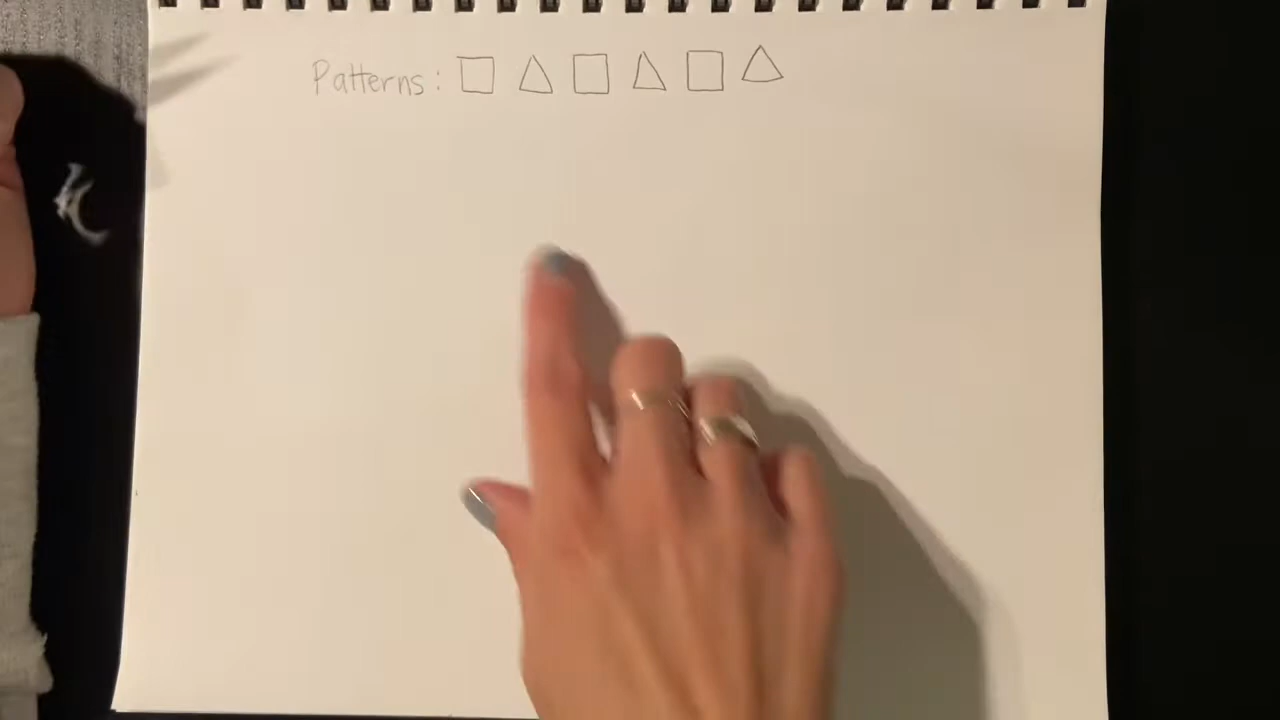 Patterns: □ △ □ △ □ △